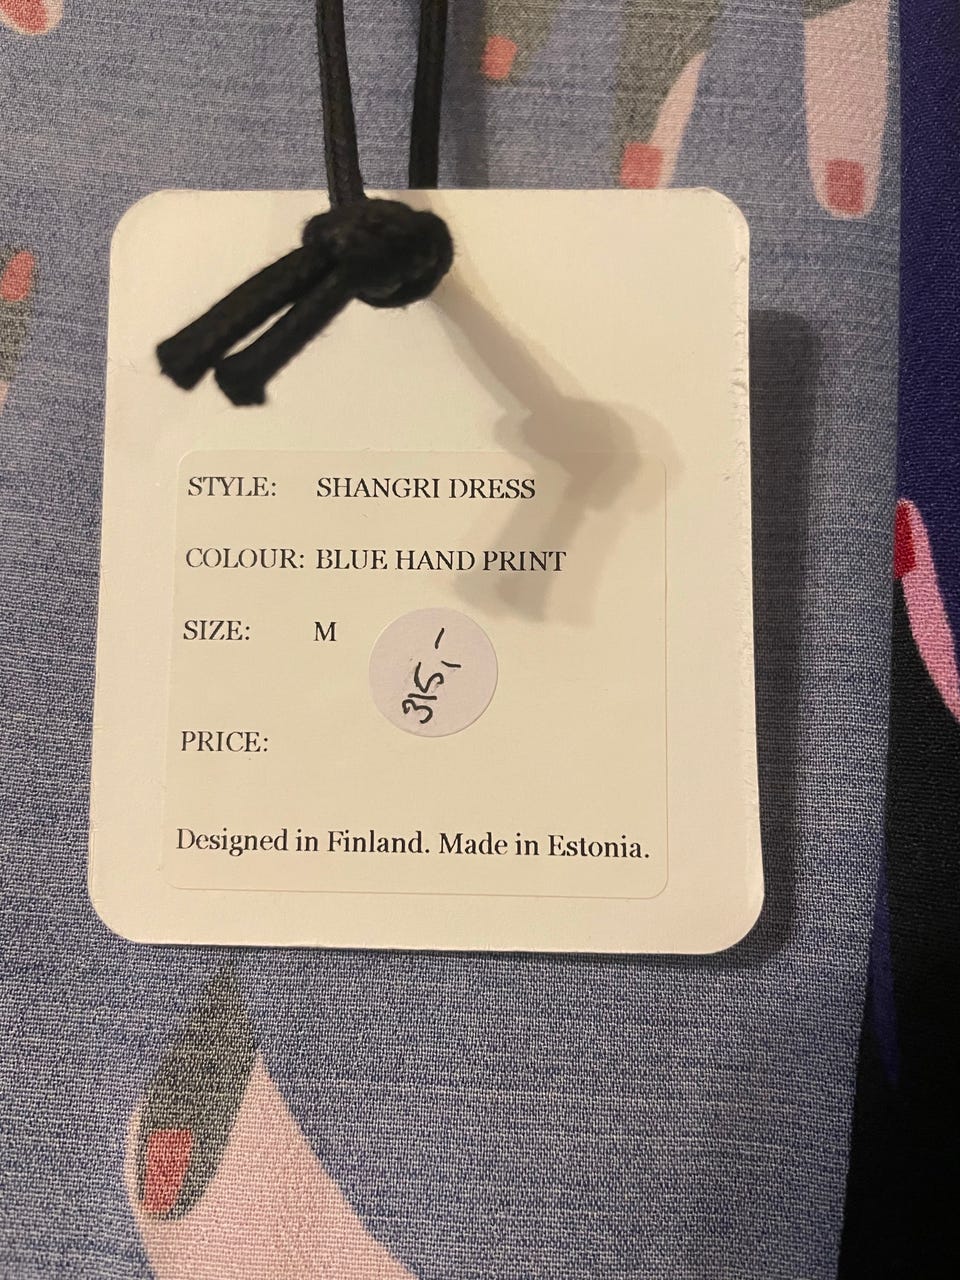 STYLE: SHANGRI DRESS
COLOUR: BLUE HAND PRINT
SIZE: M
315,-
PRICE:
Designed in Finland. Made in Estonia.